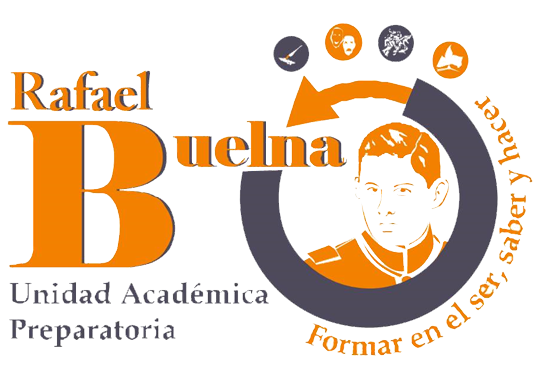 Rafael
Buelna
Unidad Académica
Preparatoria
Formar en el ser, saber y hacer